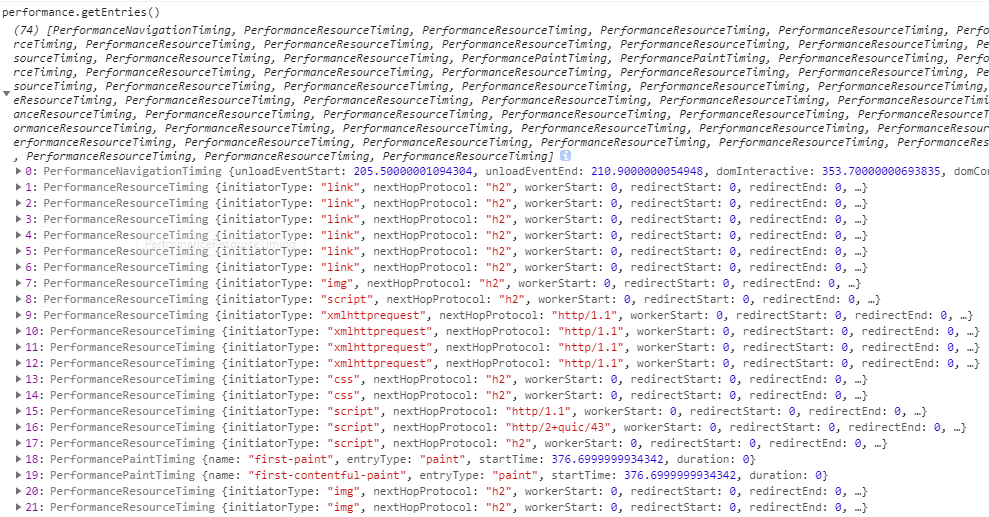 performance.getEntries()
(74) [PerformanceNavigationTiming, PerformanceResourceTiming, PerformanceResourceTiming, PerformanceResourceTiming, PerformanceResourceTiming, Perfo
rceTiming, PerformanceResourceTiming, PerformanceResourceTiming, PerformanceResourceTiming, PerformanceResourceTiming, PerformanceResourceTiming, Pe
sourceTiming, PerformanceResourceTiming, PerformanceResourceTiming, PerformancePaintTiming, PerformancePaintTiming, PerformanceResourceTiming, Perfo
rceTiming, PerformanceResourceTiming, PerformanceResourceTiming, PerformanceResourceTiming, PerformanceResourceTiming, PerformanceResourceTiming, Pe
sourceTiming, PerformanceResourceTiming, PerformanceResourceTiming, PerformanceResourceTiming, PerformanceResourceTiming, PerformanceResourceTiming,
eResourceTiming, PerformanceResourceTiming, PerformanceResourceTiming, PerformanceResourceTiming, PerformanceResourceTiming, PerformanceResourceTimi
anceResourceTiming, PerformanceResourceTiming, PerformanceResourceTiming, PerformanceResourceTiming, PerformanceResourceTiming, PerformanceResourceT
ormanceResourceTiming, PerformanceResourceTiming, PerformanceResourceTiming, PerformanceResourceTiming, PerformanceResourceTiming, PerformanceResour
erformanceResourceTiming, PerformanceResourceTiming, PerformanceResourceTiming, PerformanceResourceTiming, PerformanceResourceTiming, PerformanceRes
, PerformanceResourceTiming, PerformanceResourceTiming, PerformanceResourceTiming]
0: PerformanceNavigationTiming {unloadEventStart: 205.50000001094304, unloadEventEnd: 210.9000000054948, domInteractive: 353.70000000693835, domCon
1: PerformanceResourceTiming {initiatorType: "link", nextHopProtocol: "h2", workerStart: 0, redirectStart: 0, redirectEnd: 0, …}
2: PerformanceResourceTiming {initiatorType: "link", nextHopProtocol: "h2", workerStart: 0, redirectStart: 0, redirectEnd: 0, …}
3: PerformanceResourceTiming {initiatorType: "link", nextHopProtocol: "h2", workerStart: 0, redirectStart: 0, redirectEnd: 0, …}
4: PerformanceResourceTiming {initiatorType: "link", nextHopProtocol: "h2", workerStart: 0, redirectStart: 0, redirectEnd: 0, …}
5: PerformanceResourceTiming {initiatorType: "link", nextHopProtocol: "h2", workerStart: 0, redirectStart: 0, redirectEnd: 0, …}
6: PerformanceResourceTiming {initiatorType: "link", nextHopProtocol: "h2", workerStart: 0, redirectStart: 0, redirectEnd: 0, …}
7: PerformanceResourceTiming {initiatorType: "img", nextHopProtocol: "h2", workerStart: 0, redirectStart: 0, redirectEnd: 0, …}
8: PerformanceResourceTiming {initiatorType: "script", nextHopProtocol: "h2", workerStart: 0, redirectStart: 0, redirectEnd: 0, …}
9: PerformanceResourceTiming {initiatorType: "xmlhttprequest", nextHopProtocol: "http/1.1", workerStart: 0, redirectStart: 0, redirectEnd: 0, …}
10: PerformanceResourceTiming {initiatorType: "xmlhttprequest", nextHopProtocol: "http/1.1", workerStart: 0, redirectStart: 0, redirectEnd: 0, …}
11: PerformanceResourceTiming {initiatorType: "xmlhttprequest", nextHopProtocol: "http/1.1", workerStart: 0, redirectStart: 0, redirectEnd: 0, …}
12: PerformanceResourceTiming {initiatorType: "xmlhttprequest", nextHopProtocol: "http/1.1", workerStart: 0, redirectStart: 0, redirectEnd: 0, …}
13: PerformanceResourceTiming {initiatorType: "css", nextHopProtocol: "h2", workerStart: 0, redirectStart: 0, redirectEnd: 0, …}
14: PerformanceResourceTiming {initiatorType: "css", nextHopProtocol: "h2", workerStart: 0, redirectStart: 0, redirectEnd: 0, …}
15: PerformanceResourceTiming {initiatorType: "script", nextHopProtocol: "http/1.1", workerStart: 0, redirectStart: 0, redirectEnd: 0, …}
16: PerformanceResourceTiming {initiatorType: "script", nextHopProtocol: "http/2+quic/43", workerStart: 0, redirectStart: 0, redirectEnd: 0, …}
17: PerformanceResourceTiming {initiatorType: "script", nextHopProtocol: "h2", workerStart: 0, redirectStart: 0, redirectEnd: 0, …}
18: PerformancePaintTiming {name: "first-paint", entryType: "paint", startTime: 376.6999999934342, duration: 0}
19: PerformancePaintTiming {name: "first-contentful-paint", entryType: "paint", startTime: 376.6999999934342, duration: 0}
20: PerformanceResourceTiming {initiatorType: "img", nextHopProtocol: "h2", workerStart: 0, redirectStart: 0, redirectEnd: 0, …}
21: PerformanceResourceTiming {initiatorType: "img", nextHopProtocol: "h2", workerStart: 0, redirectStart: 0, redirectEnd: 0, …}